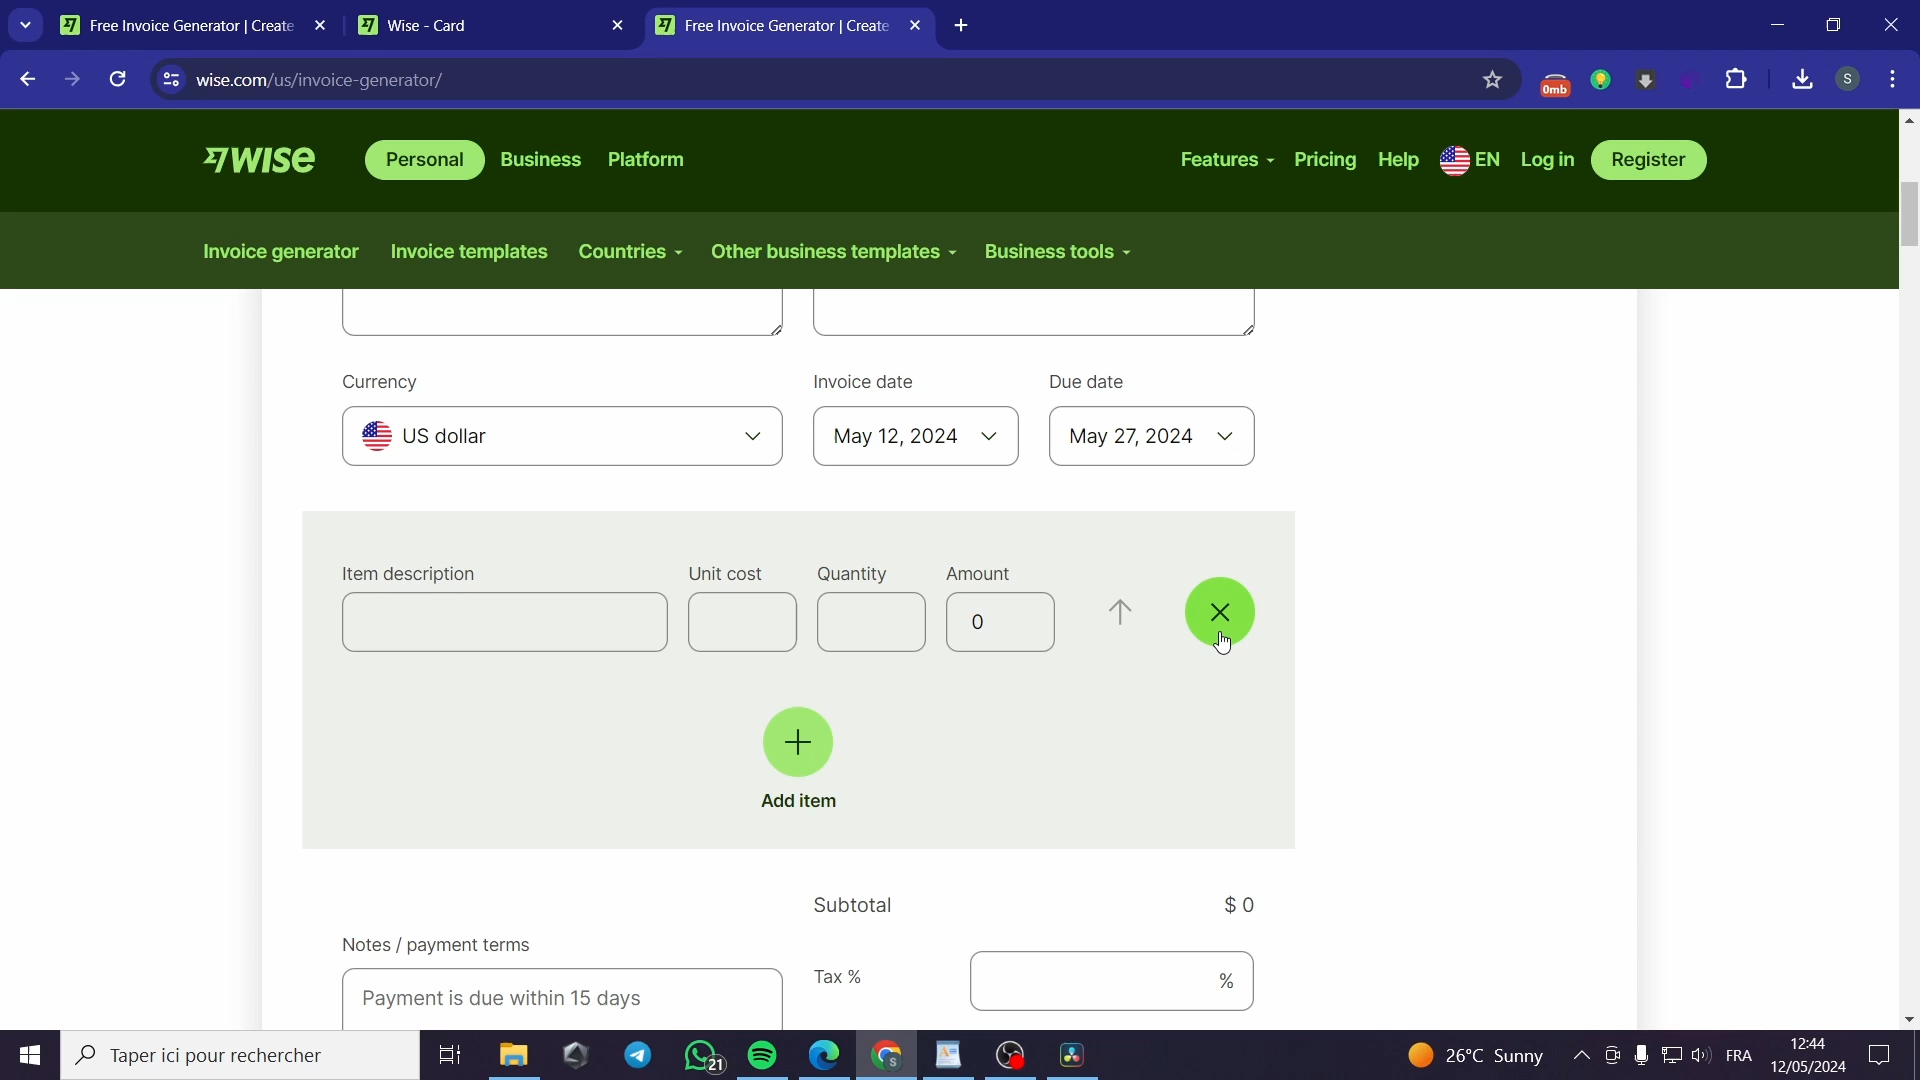 Free Invoice Generator | Create
Wise - Card
Free Invoice Generator | Create
wise.com/us/invoice-generator/
0mb
S
WISE
Personal
Business
Platform
Features
Pricing
Help
EN
Log in
Register
Invoice generator
Invoice templates
Countries
Other business templates
Business tools
Currency
Invoice date
Due date
US dollar
May 12, 2024
May 27, 2024
Item description
Unit cost
Quantity
Amount
0
Add item
Subtotal
$ 0
Notes / payment terms
Tax %
%
Payment is due within 15 days
Taper ici pour rechercher
21
S
26°C Sunny
FRA
12:44
12/05/2024